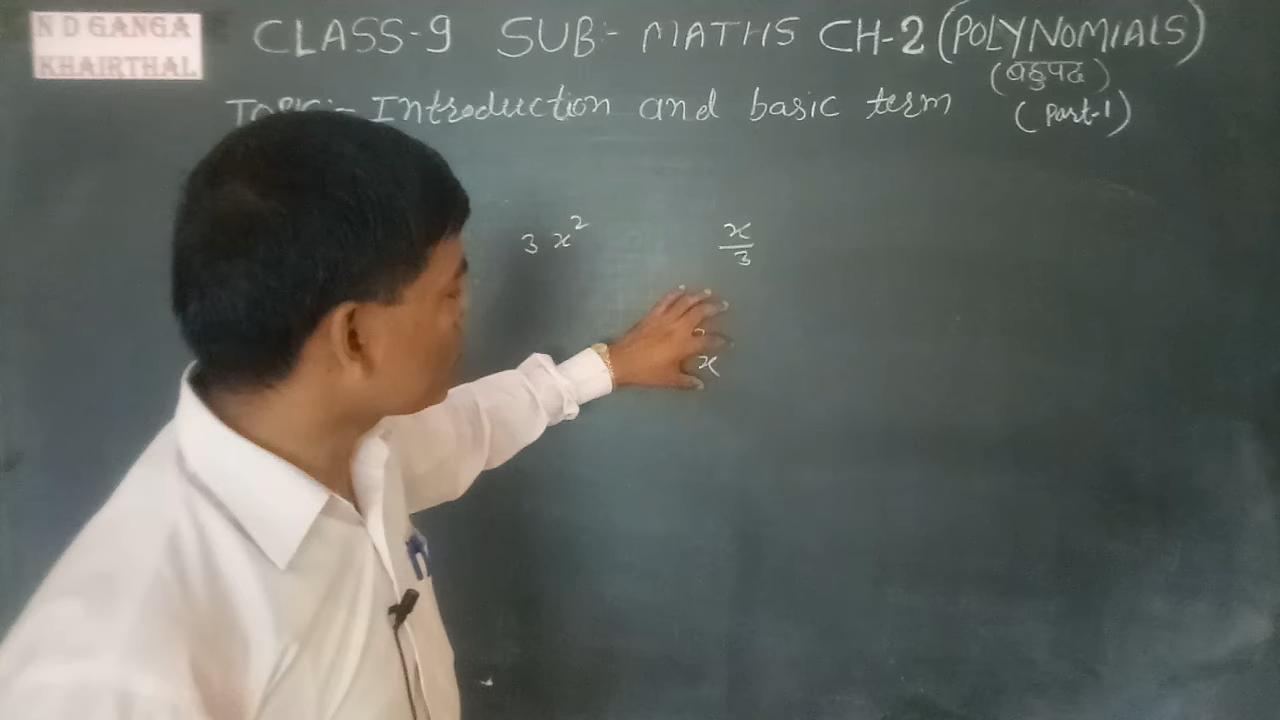 N D GANGA
KHAIRTHAL
CLASS-9 SUB:- MATHS CH-2 (POLYNOMIALS)
(बहुपद)
TOPIC:- Introduction and basic term (Part-1)
3 x²
x/3
x